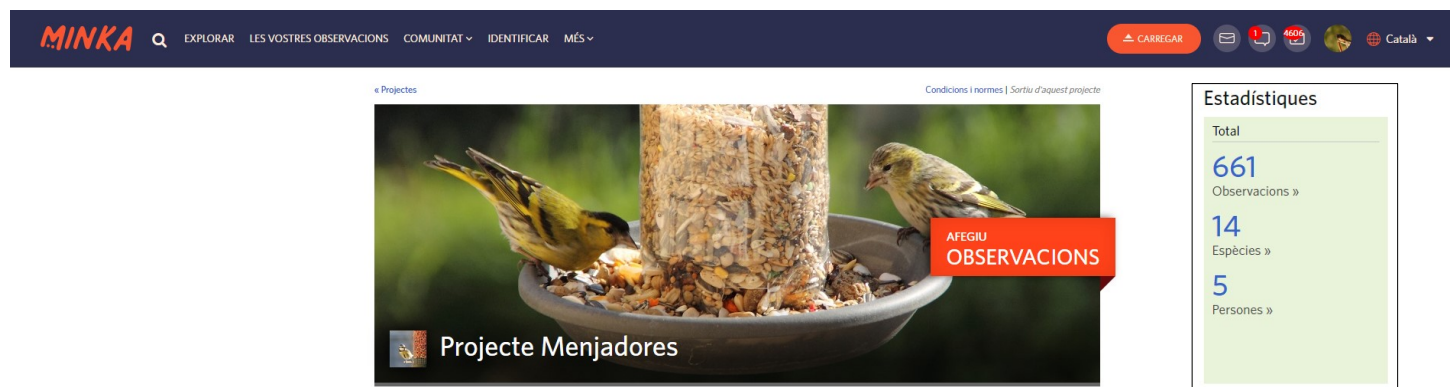 MINKA
EXPLORAR LES VOSTRES OBSERVACIONS COMUNITAT IDENTIFICAR MÉS
CARREGAR
1
4606
Català
« Projectes
Condicions i normes | Sortiu d'aquest projecte
AFEGIU
OBSERVACIONS
Projecte Menjadores
Estadístiques
Total
661
Observacions »
14
Espècies »
5
Persones »